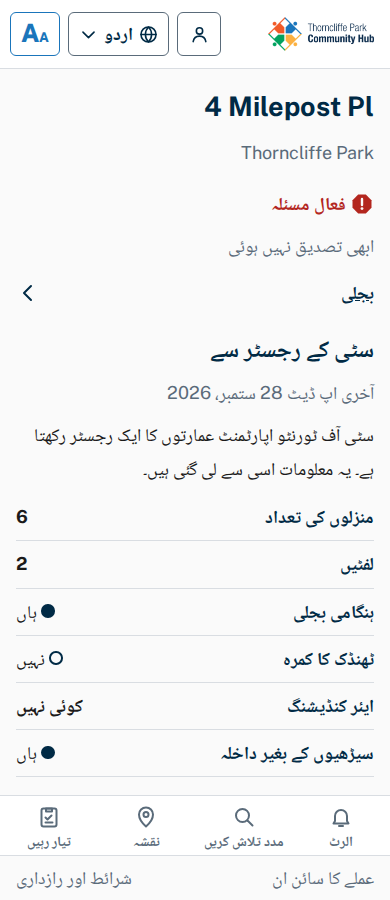 Thorncliffe Park
Community Hub
اردو
AA
4 Milepost Pl
Thorncliffe Park
فعال مسئلہ
ابھی تصدیق نہیں ہوئی
بجلی
سٹی کے رجسٹر سے
آخری اپ ڈیٹ 28 ستمبر، 2026
سٹی آف ٹورنٹو اپارٹمنٹ عمارتوں کا ایک رجسٹر رکھتا
ہے۔ یہ معلومات اسی سے لی گئی ہیں۔
منزلوں کی تعداد 6
لفٹیں 2
ہنگامی بجلی ہاں
ٹھنڈک کا کمرہ نہیں
ایئر کنڈیشنگ کوئی نہیں
سیڑھیوں کے بغیر داخلہ ہاں
الرٹ مدد تلاش کریں نقشہ تیار رہیں
عملے کا سائن ان شرائط اور رازداری